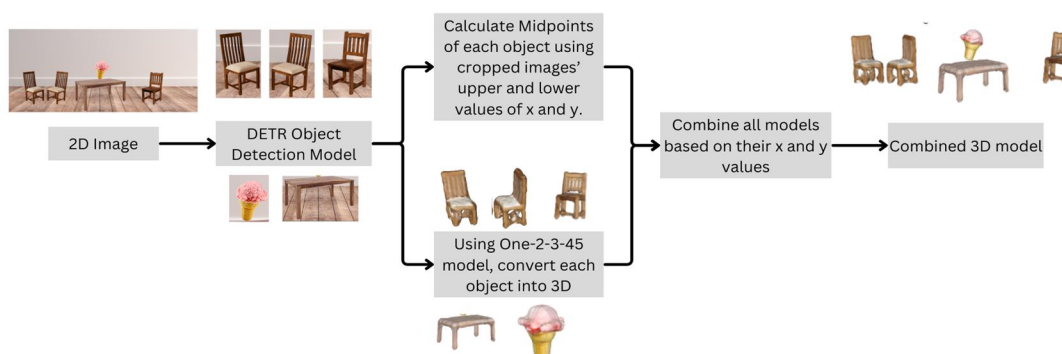 2D Image
DETR Object
Detection Model
Calculate Midpoints
of each object using
cropped images'
upper and lower
values of x and y.
Using One-2-3-45
model, convert each
object into 3D
Combine all models
based on their x and y
values
Combined 3D model